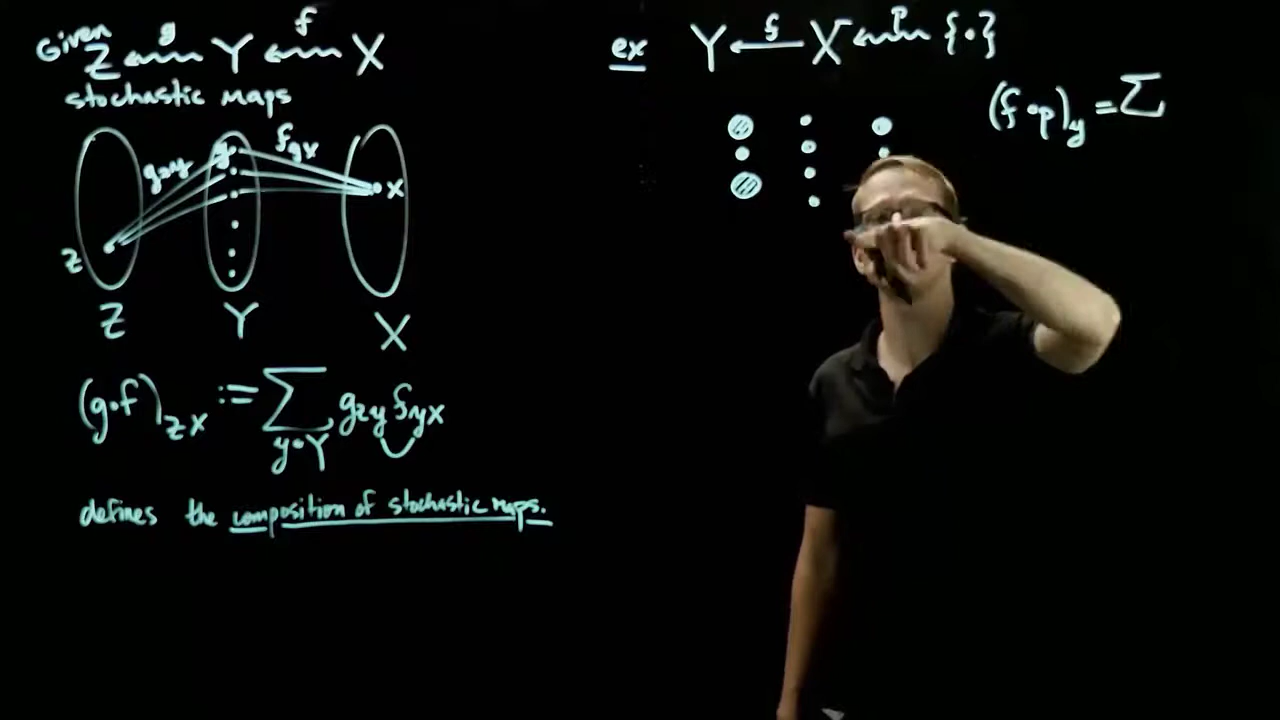 Given
Z ⟵ g Y ⟵ f X
stochastic maps
g_zy y f_yx
z x
Z Y X
(g∘f)_zx := Σ_{y∈Y} g_zy f_yx
defines the composition of stochastic maps.
ex Y ⟵ f X ⟵ p {•}
(f∘p)_y = Σ